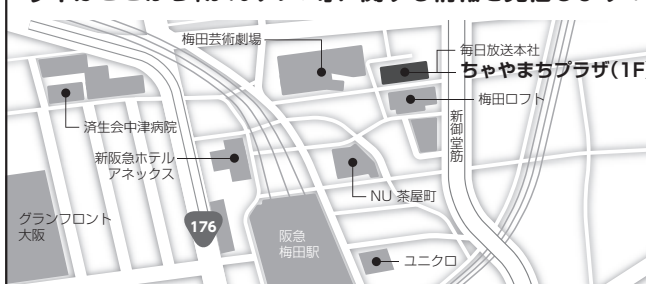 梅田芸術劇場
毎日放送本社
ちゃやまちプラザ(1F
梅田ロフト
新御堂筋
済生会中津病院
新阪急ホテル
アネックス
NU 茶屋町
グランフロント
大阪
176
阪急
梅田駅
ユニクロ